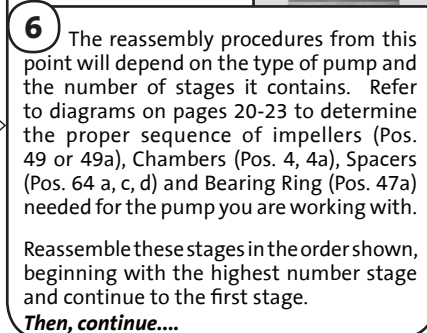 6
The reassembly procedures from this
point will depend on the type of pump and
the number of stages it contains. Refer
to diagrams on pages 20-23 to determine
the proper sequence of impellers (Pos.
49 or 49a), Chambers (Pos. 4, 4a), Spacers
(Pos. 64 a, c, d) and Bearing Ring (Pos. 47a)
needed for the pump you are working with.
Reassemble these stages in the order shown,
beginning with the highest number stage
and continue to the first stage.
Then, continue....